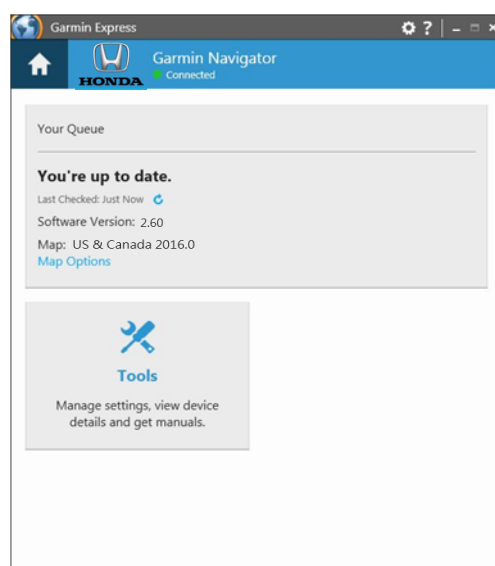 Garmin Express
? 
HONDA
Garmin Navigator
Connected
Your Queue
You're up to date.
Last Checked: Just Now
Software Version: 2.60
Map: US & Canada 2016.0
Map Options
Tools
Manage settings, view device
details and get manuals.